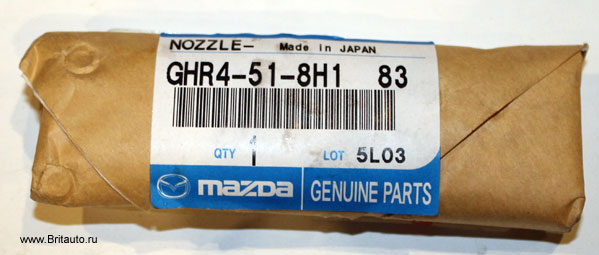 NOZZLE- Made in JAPAN
GHR4-51-8H1 83
QTY 1 LOT 5L03
mazda GENUINE PARTS
www.Britauto.ru